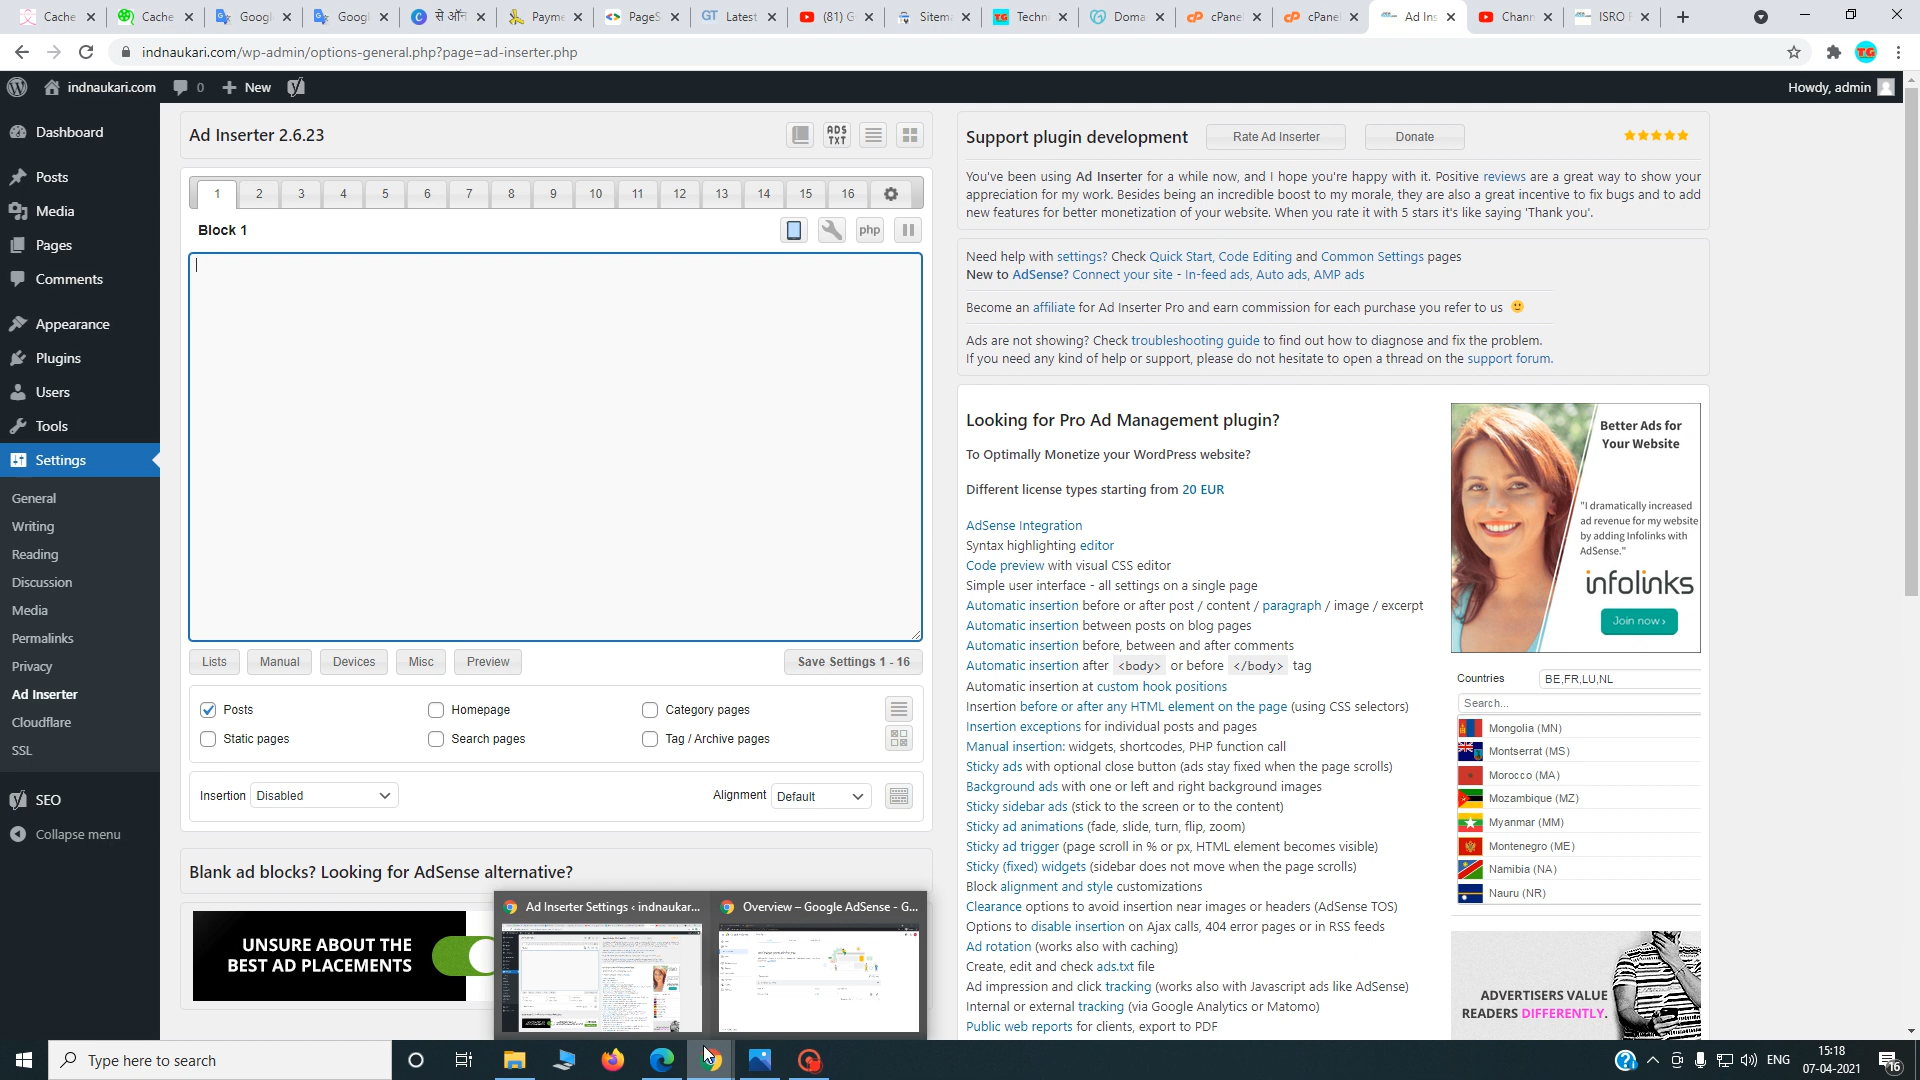 Cache
Cache
Googl
Googl
से ऑन
Payme
PageS
GT Latest
(81) G
Sitem
Techni
Doma
cPanel
cPanel
Ad Ins
Chann
ISRO F
indnaukari.com/wp-admin/options-general.php?page=ad-inserter.php
indnaukari.com
0
New
Howdy, admin
Dashboard
Posts
Media
Pages
Comments
Appearance
Plugins
Users
Tools
Settings
General
Writing
Reading
Discussion
Media
Permalinks
Privacy
Ad Inserter
Cloudflare
SSL
SEO
Collapse menu
Ad Inserter 2.6.23
ADS
TXT
1 2 3 4 5 6 7 8 9 10 11 12 13 14 15 16
Block 1
php
Lists
Manual
Devices
Misc
Preview
Save Settings 1 - 16
Posts
Homepage
Category pages
Static pages
Search pages
Tag / Archive pages
Insertion Disabled
Alignment Default
Blank ad blocks? Looking for AdSense alternative?
UNSURE ABOUT THE
BEST AD PLACEMENTS
Ad Inserter Settings ‹ indnaukar...
Overview – Google AdSense - G...
Support plugin development
Rate Ad Inserter
Donate
You've been using Ad Inserter for a while now, and I hope you're happy with it. Positive reviews are a great way to show your
appreciation for my work. Besides being an incredible boost to my morale, they are also a great incentive to fix bugs and to add
new features for better monetization of your website. When you rate it with 5 stars it's like saying 'Thank you'.
Need help with settings? Check Quick Start, Code Editing and Common Settings pages
New to AdSense? Connect your site - In-feed ads, Auto ads, AMP ads
Become an affiliate for Ad Inserter Pro and earn commission for each purchase you refer to us
Ads are not showing? Check troubleshooting guide to find out how to diagnose and fix the problem.
If you need any kind of help or support, please do not hesitate to open a thread on the support forum.
Looking for Pro Ad Management plugin?
To Optimally Monetize your WordPress website?
Different license types starting from 20 EUR
AdSense Integration
Syntax highlighting editor
Code preview with visual CSS editor
Simple user interface - all settings on a single page
Automatic insertion before or after post / content / paragraph / image / excerpt
Automatic insertion between posts on blog pages
Automatic insertion before, between and after comments
Automatic insertion after <body> or before </body> tag
Automatic insertion at custom hook positions
Insertion before or after any HTML element on the page (using CSS selectors)
Insertion exceptions for individual posts and pages
Manual insertion: widgets, shortcodes, PHP function call
Sticky ads with optional close button (ads stay fixed when the page scrolls)
Background ads with one or left and right background images
Sticky sidebar ads (stick to the screen or to the content)
Sticky ad animations (fade, slide, turn, flip, zoom)
Sticky ad trigger (page scroll in % or px, HTML element becomes visible)
Sticky (fixed) widgets (sidebar does not move when the page scrolls)
Block alignment and style customizations
Clearance options to avoid insertion near images or headers (AdSense TOS)
Options to disable insertion on Ajax calls, 404 error pages or in RSS feeds
Ad rotation (works also with caching)
Create, edit and check ads.txt file
Ad impression and click tracking (works also with Javascript ads like AdSense)
Internal or external tracking (via Google Analytics or Matomo)
Public web reports for clients, export to PDF
Better Ads for
Your Website
"I dramatically increased
ad revenue for my website
by adding Infolinks with
AdSense."
infolinks
Join now ›
Countries BE,FR,LU,NL
Search...
Mongolia (MN)
Montserrat (MS)
Morocco (MA)
Mozambique (MZ)
Myanmar (MM)
Montenegro (ME)
Namibia (NA)
Nauru (NR)
ADVERTISERS VALUE
READERS DIFFERENTLY.
Type here to search
ENG
15:18
07-04-2021
16